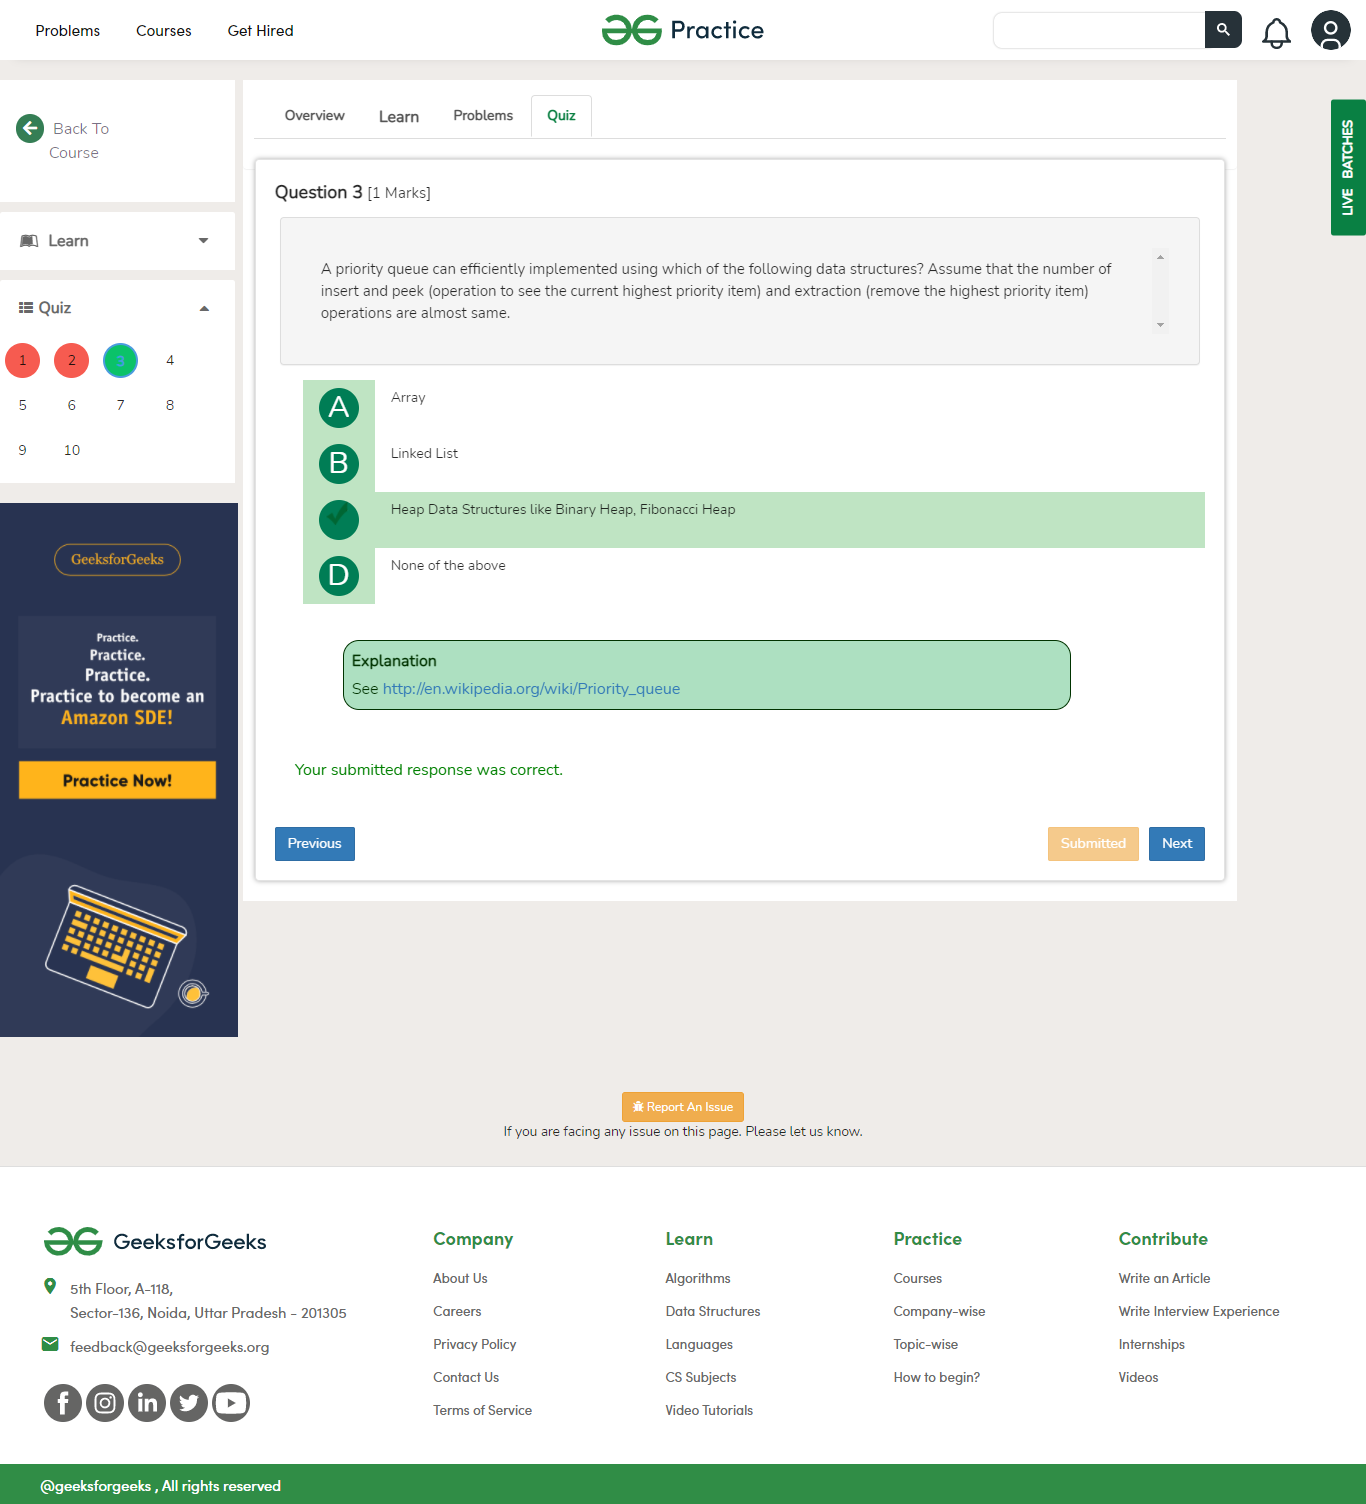 Problems
Courses
Get Hired
Practice
Back To
Course
Learn
Quiz
1
2
3
4
5
6
7
8
9
10
GeeksforGeeks
Practice.
Practice.
Practice.
Practice to become an
Amazon SDE!
Practice Now!
Overview
Learn
Problems
Quiz
Question 3 [1 Marks]
A priority queue can efficiently implemented using which of the following data structures? Assume that the number of
insert and peek (operation to see the current highest priority item) and extraction (remove the highest priority item)
operations are almost same.
A
Array
B
Linked List
Heap Data Structures like Binary Heap, Fibonacci Heap
D
None of the above
Explanation
See http://en.wikipedia.org/wiki/Priority_queue
Your submitted response was correct.
Previous
Submitted
Next
LIVE BATCHES
Report An Issue
If you are facing any issue on this page. Please let us know.
GeeksforGeeks
5th Floor, A-118,
Sector-136, Noida, Uttar Pradesh - 201305
feedback@geeksforgeeks.org
Company
About Us
Careers
Privacy Policy
Contact Us
Terms of Service
Learn
Algorithms
Data Structures
Languages
CS Subjects
Video Tutorials
Practice
Courses
Company-wise
Topic-wise
How to begin?
Contribute
Write an Article
Write Interview Experience
Internships
Videos
@geeksforgeeks , All rights reserved